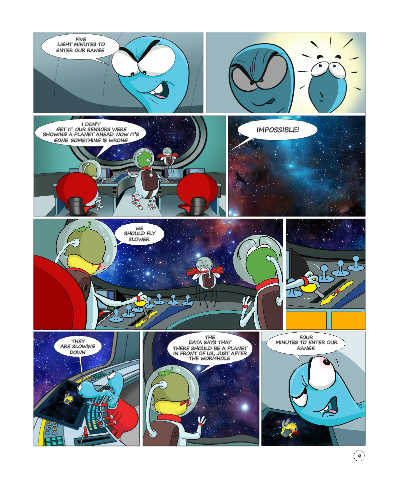 FIVE
LIGHT MINUTES TO
ENTER OUR RANGE
I DON'T
GET IT. OUR SENSORS WERE
SHOWING A PLANET AHEAD. NOW IT'S
GONE. SOMETHING IS WRONG
IMPOSSIBLE!
WE
SHOULD FLY
SLOWER.
THEY
ARE SLOWING
DOWN
THE
DATA SAYS THAT
THERE SHOULD BE A PLANET
IN FRONT OF US, JUST AFTER
THE WORMHOLE
FOUR
MINUTES TO ENTER OUR
RANGE